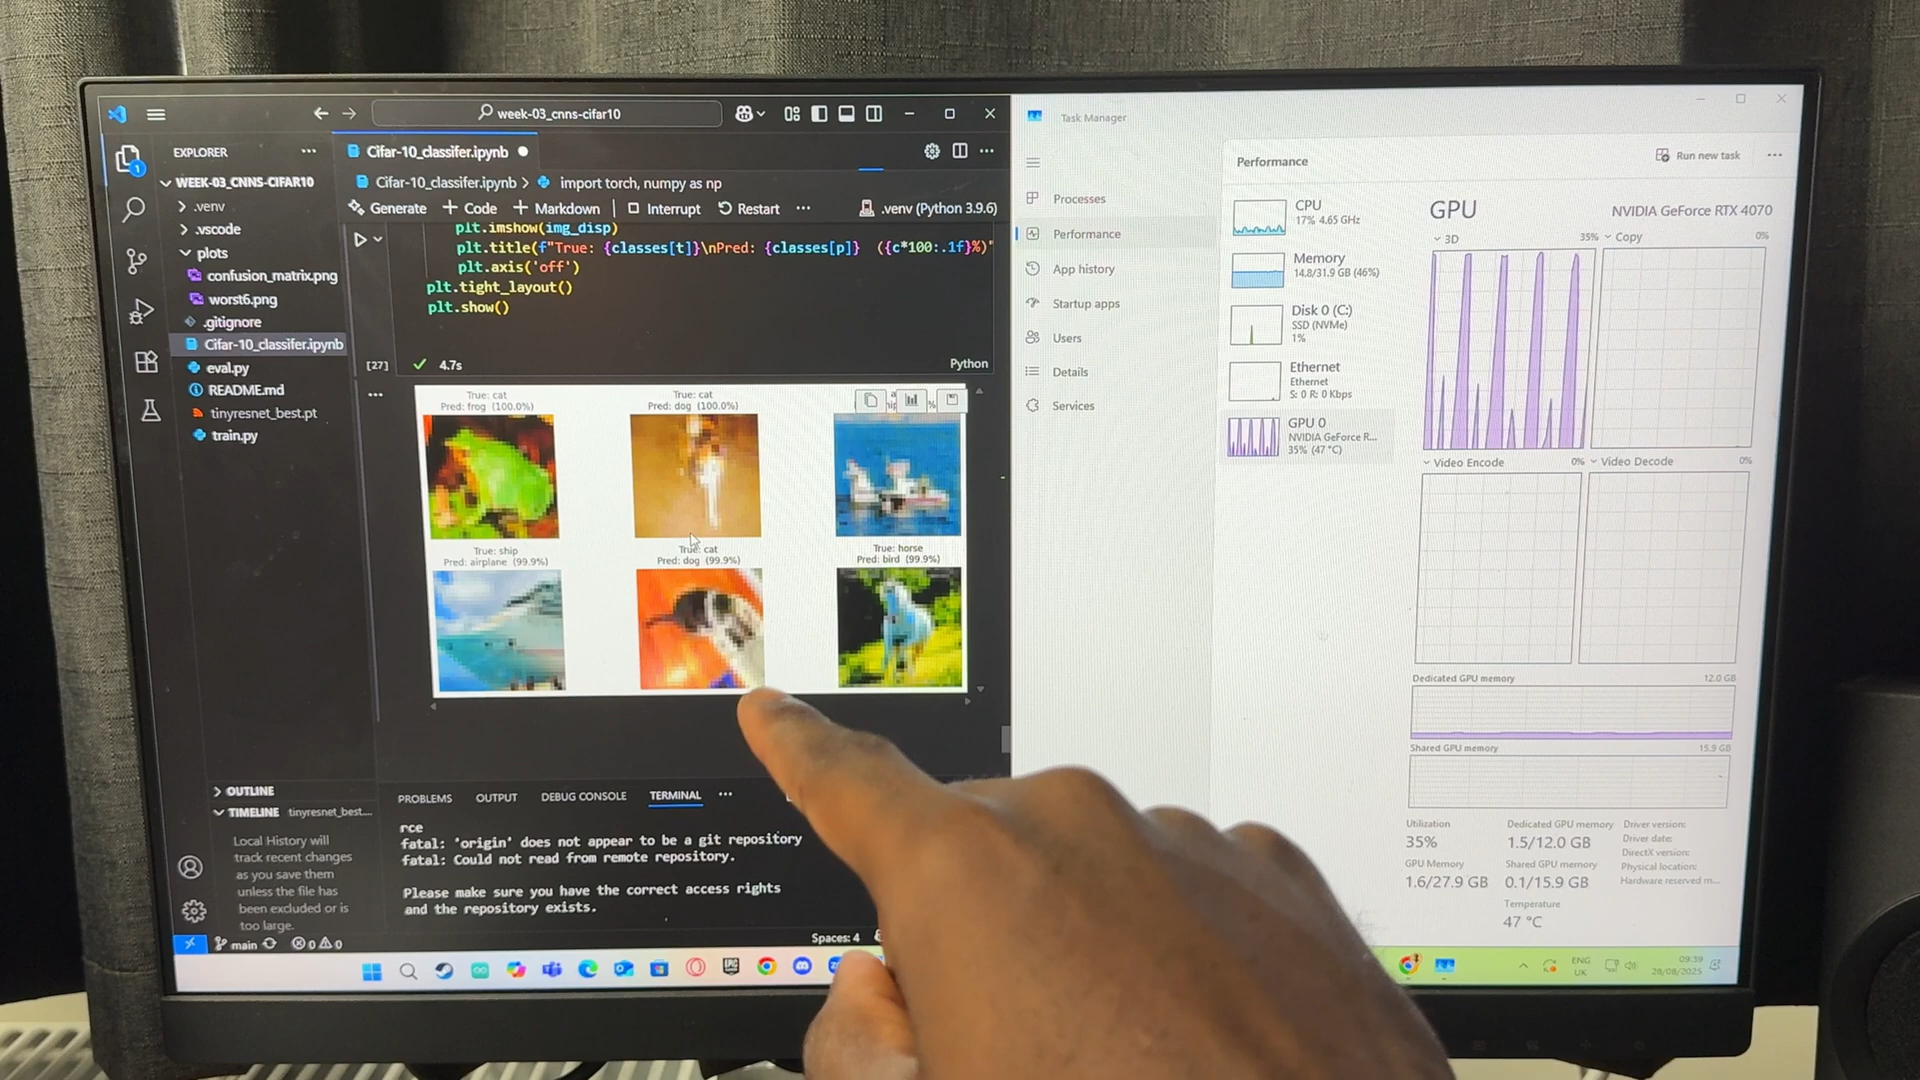 week-03_cnns-cifar10
EXPLORER
WEEK-03_CNNS-CIFAR10
.venv
.vscode
plots
confusion_matrix.png
worst6.png
.gitignore
Cifar-10_classifer.ipynb
eval.py
README.md
tinyresnet_best.pt
train.py
OUTLINE
TIMELINE tinyresnet_best...
Local History will
track recent changes
as you save them
unless the file has
been excluded or is
too large.
1
Cifar-10_classifer.ipynb
Cifar-10_classifer.ipynb > import torch, numpy as np
Generate + Code + Markdown Interrupt Restart ... .venv (Python 3.9.6)
plt.imshow(img_disp)
plt.title(f"True: {classes[t]}\nPred: {classes[p]} ({c*100:.1f}%)"
plt.axis('off')
plt.tight_layout()
plt.show()
[27] 4.7s Python
True: cat
Pred: frog (100.0%)
True: cat
Pred: dog (100.0%)
True: ship
Pred: airplane (99.9%)
True: cat
Pred: dog (99.9%)
True: horse
Pred: bird (99.9%)
PROBLEMS OUTPUT DEBUG CONSOLE TERMINAL ...
rce
fatal: 'origin' does not appear to be a git repository
fatal: Could not read from remote repository.
Please make sure you have the correct access rights
and the repository exists.
main 0 0 Spaces: 4
Task Manager
Processes
Performance
App history
Startup apps
Users
Details
Services
Performance
Run new task
CPU
17% 4.65 GHz
Memory
14.8/31.9 GB (46%)
Disk 0 (C:)
SSD (NVMe)
1%
Ethernet
Ethernet
S: 0 R: 0 Kbps
GPU 0
NVIDIA GeForce R...
35% (47 °C)
GPU NVIDIA GeForce RTX 4070
3D 35% Copy 0%
Video Encode 0% Video Decode 0%
Dedicated GPU memory 12.0 GB
Shared GPU memory 15.9 GB
Utilization
35%
Dedicated GPU memory
1.5/12.0 GB
GPU Memory
1.6/27.9 GB
Shared GPU memory
0.1/15.9 GB
Temperature
47 °C
Driver version:
Driver date:
DirectX version:
Physical location:
Hardware reserved m...
EPIC
ENG
UK
09:39
28/08/2025